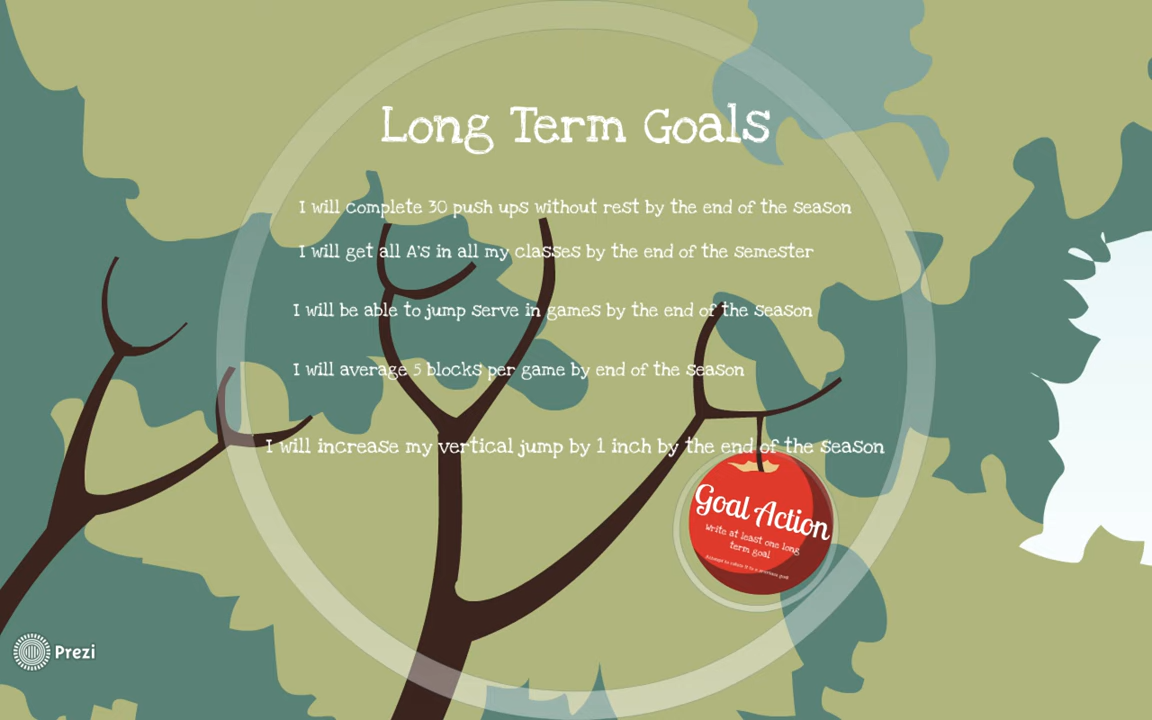 Long Term Goals
I will complete 30 push ups without rest by the end of the season
I will get all A's in all my classes by the end of the semester
I will be able to jump serve in games by the end of the season
I will average 5 blocks per game by end of the season
I will increase my vertical jump by 1 inch by the end of the season
Goal Action
Write at least one long
term goal
Prezi